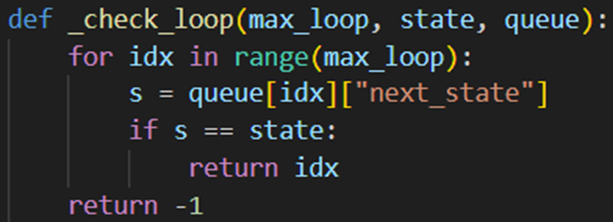 def _check_loop(max_loop, state, queue):
    for idx in range(max_loop):
        s = queue[idx]["next_state"]
        if s == state:
            return idx
    return -1